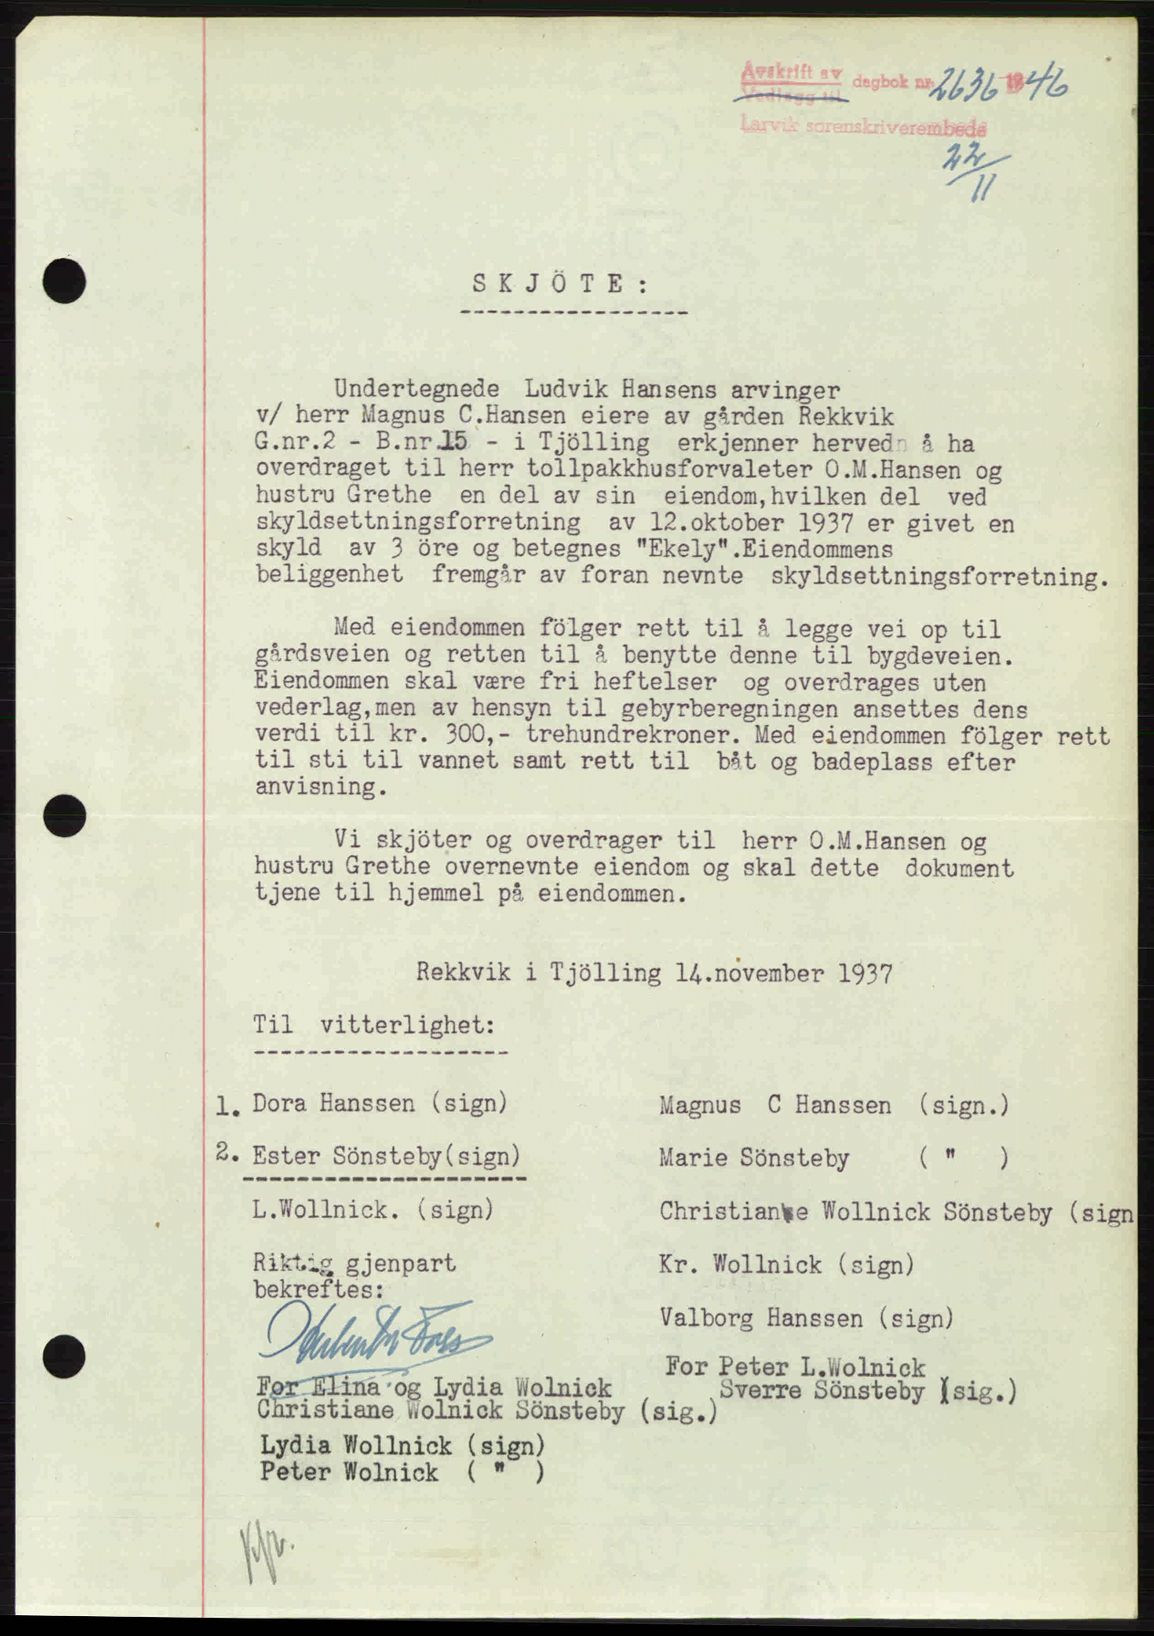 Avskrift av
Vedlegg til
dagbok nr. 2636 1946
Larvik sorenskriverembede
22/11
SKJÖTE:
Undertegnede Ludvik Hansens arvinger
v/ herr Magnus C.Hansen eiere av gården Rekkvik
G.nr.2 - B.nr.15 - i Tjölling erkjenner herved å ha
overdraget til herr tollpakkhusforvaleter O.M.Hansen og
hustru Grethe en del av sin eiendom,hvilken del ved
skyldsettningsforretning av 12.oktober 1937 er givet en
skyld av 3 öre og betegnes "Ekely".Eiendommens
beliggenhet fremgår av foran nevnte skyldsettningsforretning.
Med eiendommen fölger rett til å legge vei op til
gårdsveien og retten til å benytte denne til bygdeveien.
Eiendommen skal være fri heftelser og overdrages uten
vederlag,men av hensyn til gebyrberegningen ansettes dens
verdi til kr. 300,- trehundrekroner. Med eiendommen fölger rett
til sti til vannet samt rett til båt og badeplass efter
anvisning.
Vi skjöter og overdrager til herr O.M.Hansen og
hustru Grethe overnevnte eiendom og skal dette dokument
tjene til hjemmel på eiendommen.
Rekkvik i Tjölling 14.november 1937
Til vitterlighet:
1. Dora Hanssen (sign) Magnus C Hanssen (sign.)
2. Ester Sönsteby(sign) Marie Sönsteby ( " )
L.Wollnick. (sign) Christiane Wollnick Sönsteby (sign
Riktig gjenpart Kr. Wollnick (sign)
bekreftes:
Valborg Hanssen (sign)
For Peter L.Wolnick
For Elina og Lydia Wolnick Sverre Sönsteby (sig.)
Christiane Wolnick Sönsteby (sig.)
Lydia Wollnick (sign)
Peter Wolnick ( " )